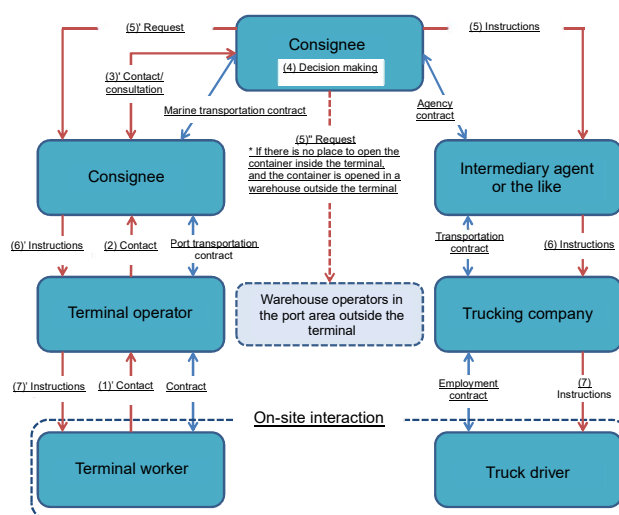 (5)' Request
Consignee
(5) Instructions
(4) Decision making
(3)' Contact/
consultation
Marine transportation contract
Agency
contract
(5)" Request
* If there is no place to open the
container inside the terminal,
and the container is opened in a
warehouse outside the terminal
Consignee
Intermediary agent
or the like
(6)' Instructions
(2) Contact
Port transportation
contract
Transportation
contract
(6) Instructions
Terminal operator
Warehouse operators in
the port area outside the
terminal
Trucking company
(7)' Instructions
(1)' Contact
Contract
Employment
contract
(7)
Instructions
On-site interaction
Terminal worker
Truck driver